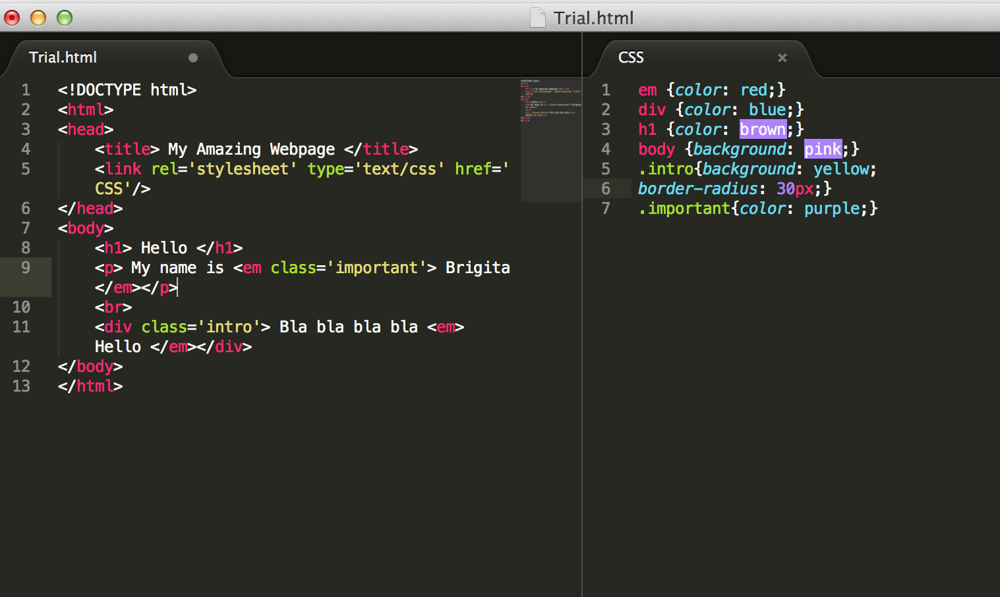 Trial.html
Trial.html
1 <!DOCTYPE html>
2 <html>
3 <head>
4 <title> My Amazing Webpage </title>
5 <link rel='stylesheet' type='text/css' href='
CSS'/>
6 </head>
7 <body>
8 <h1> Hello </h1>
9 <p> My name is <em class='important'> Brigita
</em></p>
10 <br>
11 <div class='intro'> Bla bla bla bla <em>
Hello </em></div>
12 </body>
13 </html>
CSS
1 em {color: red;}
2 div {color: blue;}
3 h1 {color: brown;}
4 body {background: pink;}
5 .intro{background: yellow;
6 border-radius: 30px;}
7 .important{color: purple;}